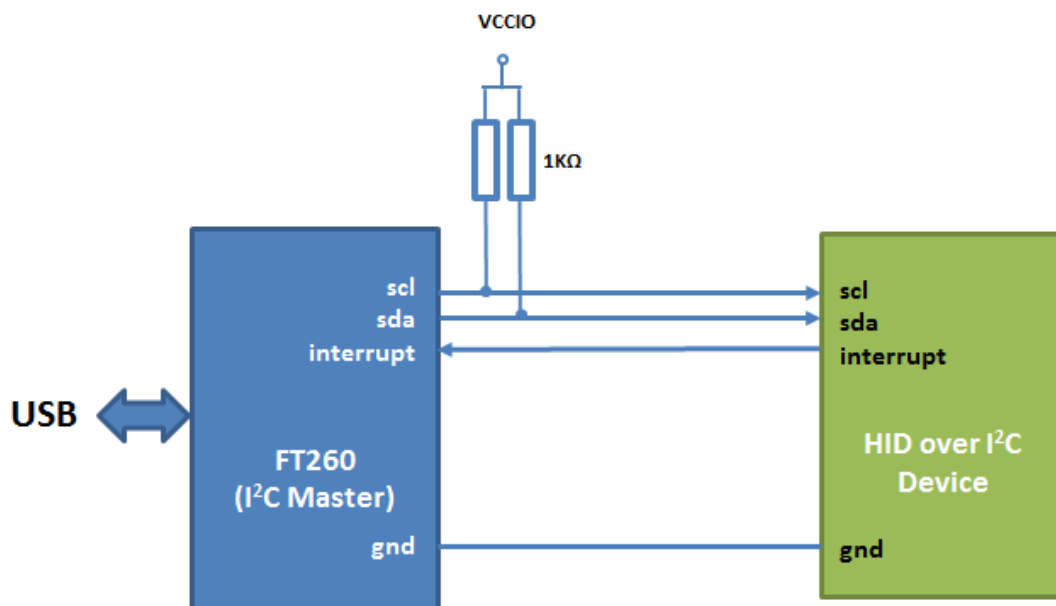 VCCIO
1KΩ
scl
sda
interrupt
scl
sda
interrupt
USB
FT260
(I²C Master)
HID over I²C
Device
gnd
gnd